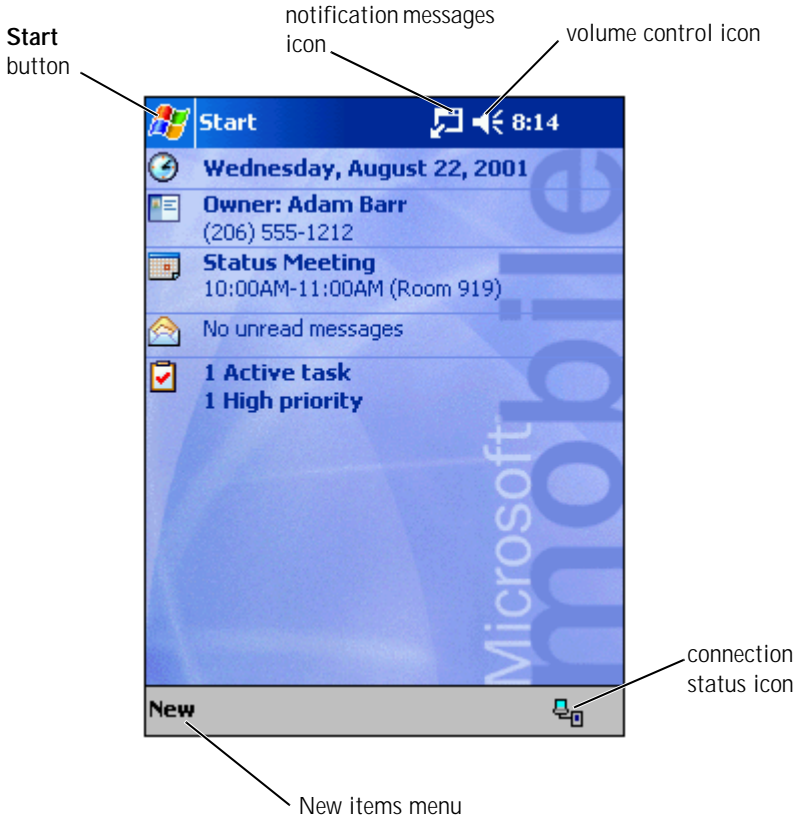 notification messages
icon
volume control icon
Start
button
Start 8:14
Wednesday, August 22, 2001
Owner: Adam Barr
(206) 555-1212
Status Meeting
10:00AM-11:00AM (Room 919)
No unread messages
1 Active task
1 High priority
Microsoft
mobile
connection
status icon
New
New items menu